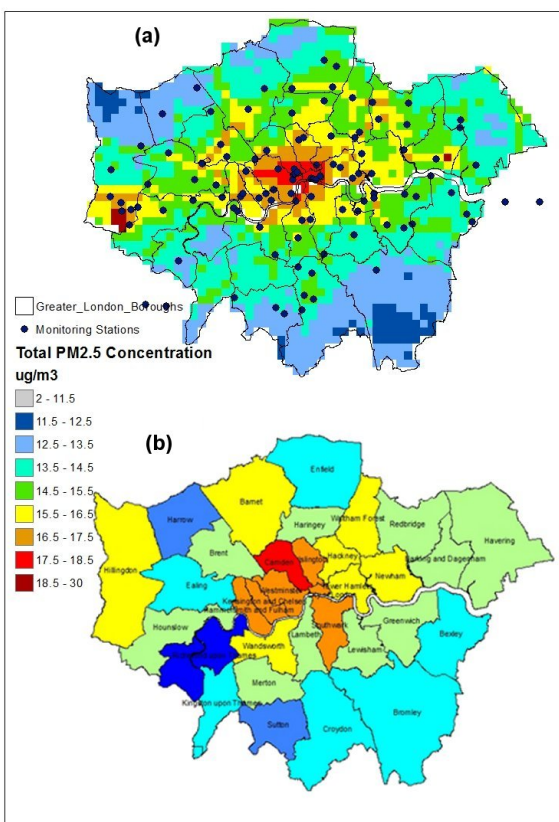 (a)
Greater_London_Boroughs
Monitoring Stations
Total PM2.5 Concentration
ug/m3
2 - 11.5
11.5 - 12.5
12.5 - 13.5
13.5 - 14.5
14.5 - 15.5
15.5 - 16.5
16.5 - 17.5
17.5 - 18.5
18.5 - 30
(b)
Enfield
Barnet
Harrow
Haringey
Waltham Forest
Redbridge
Havering
Hillingdon
Brent
Camden
Islington
Hackney
Barking and Dagenham
Ealing
Westminster
Tower Hamlets
Newham
Kensington and Chelsea
Hammersmith and Fulham
Hounslow
Southwark
Greenwich
Bexley
Wandsworth
Lambeth
Lewisham
Merton
Kingston upon Thames
Sutton
Croydon
Bromley